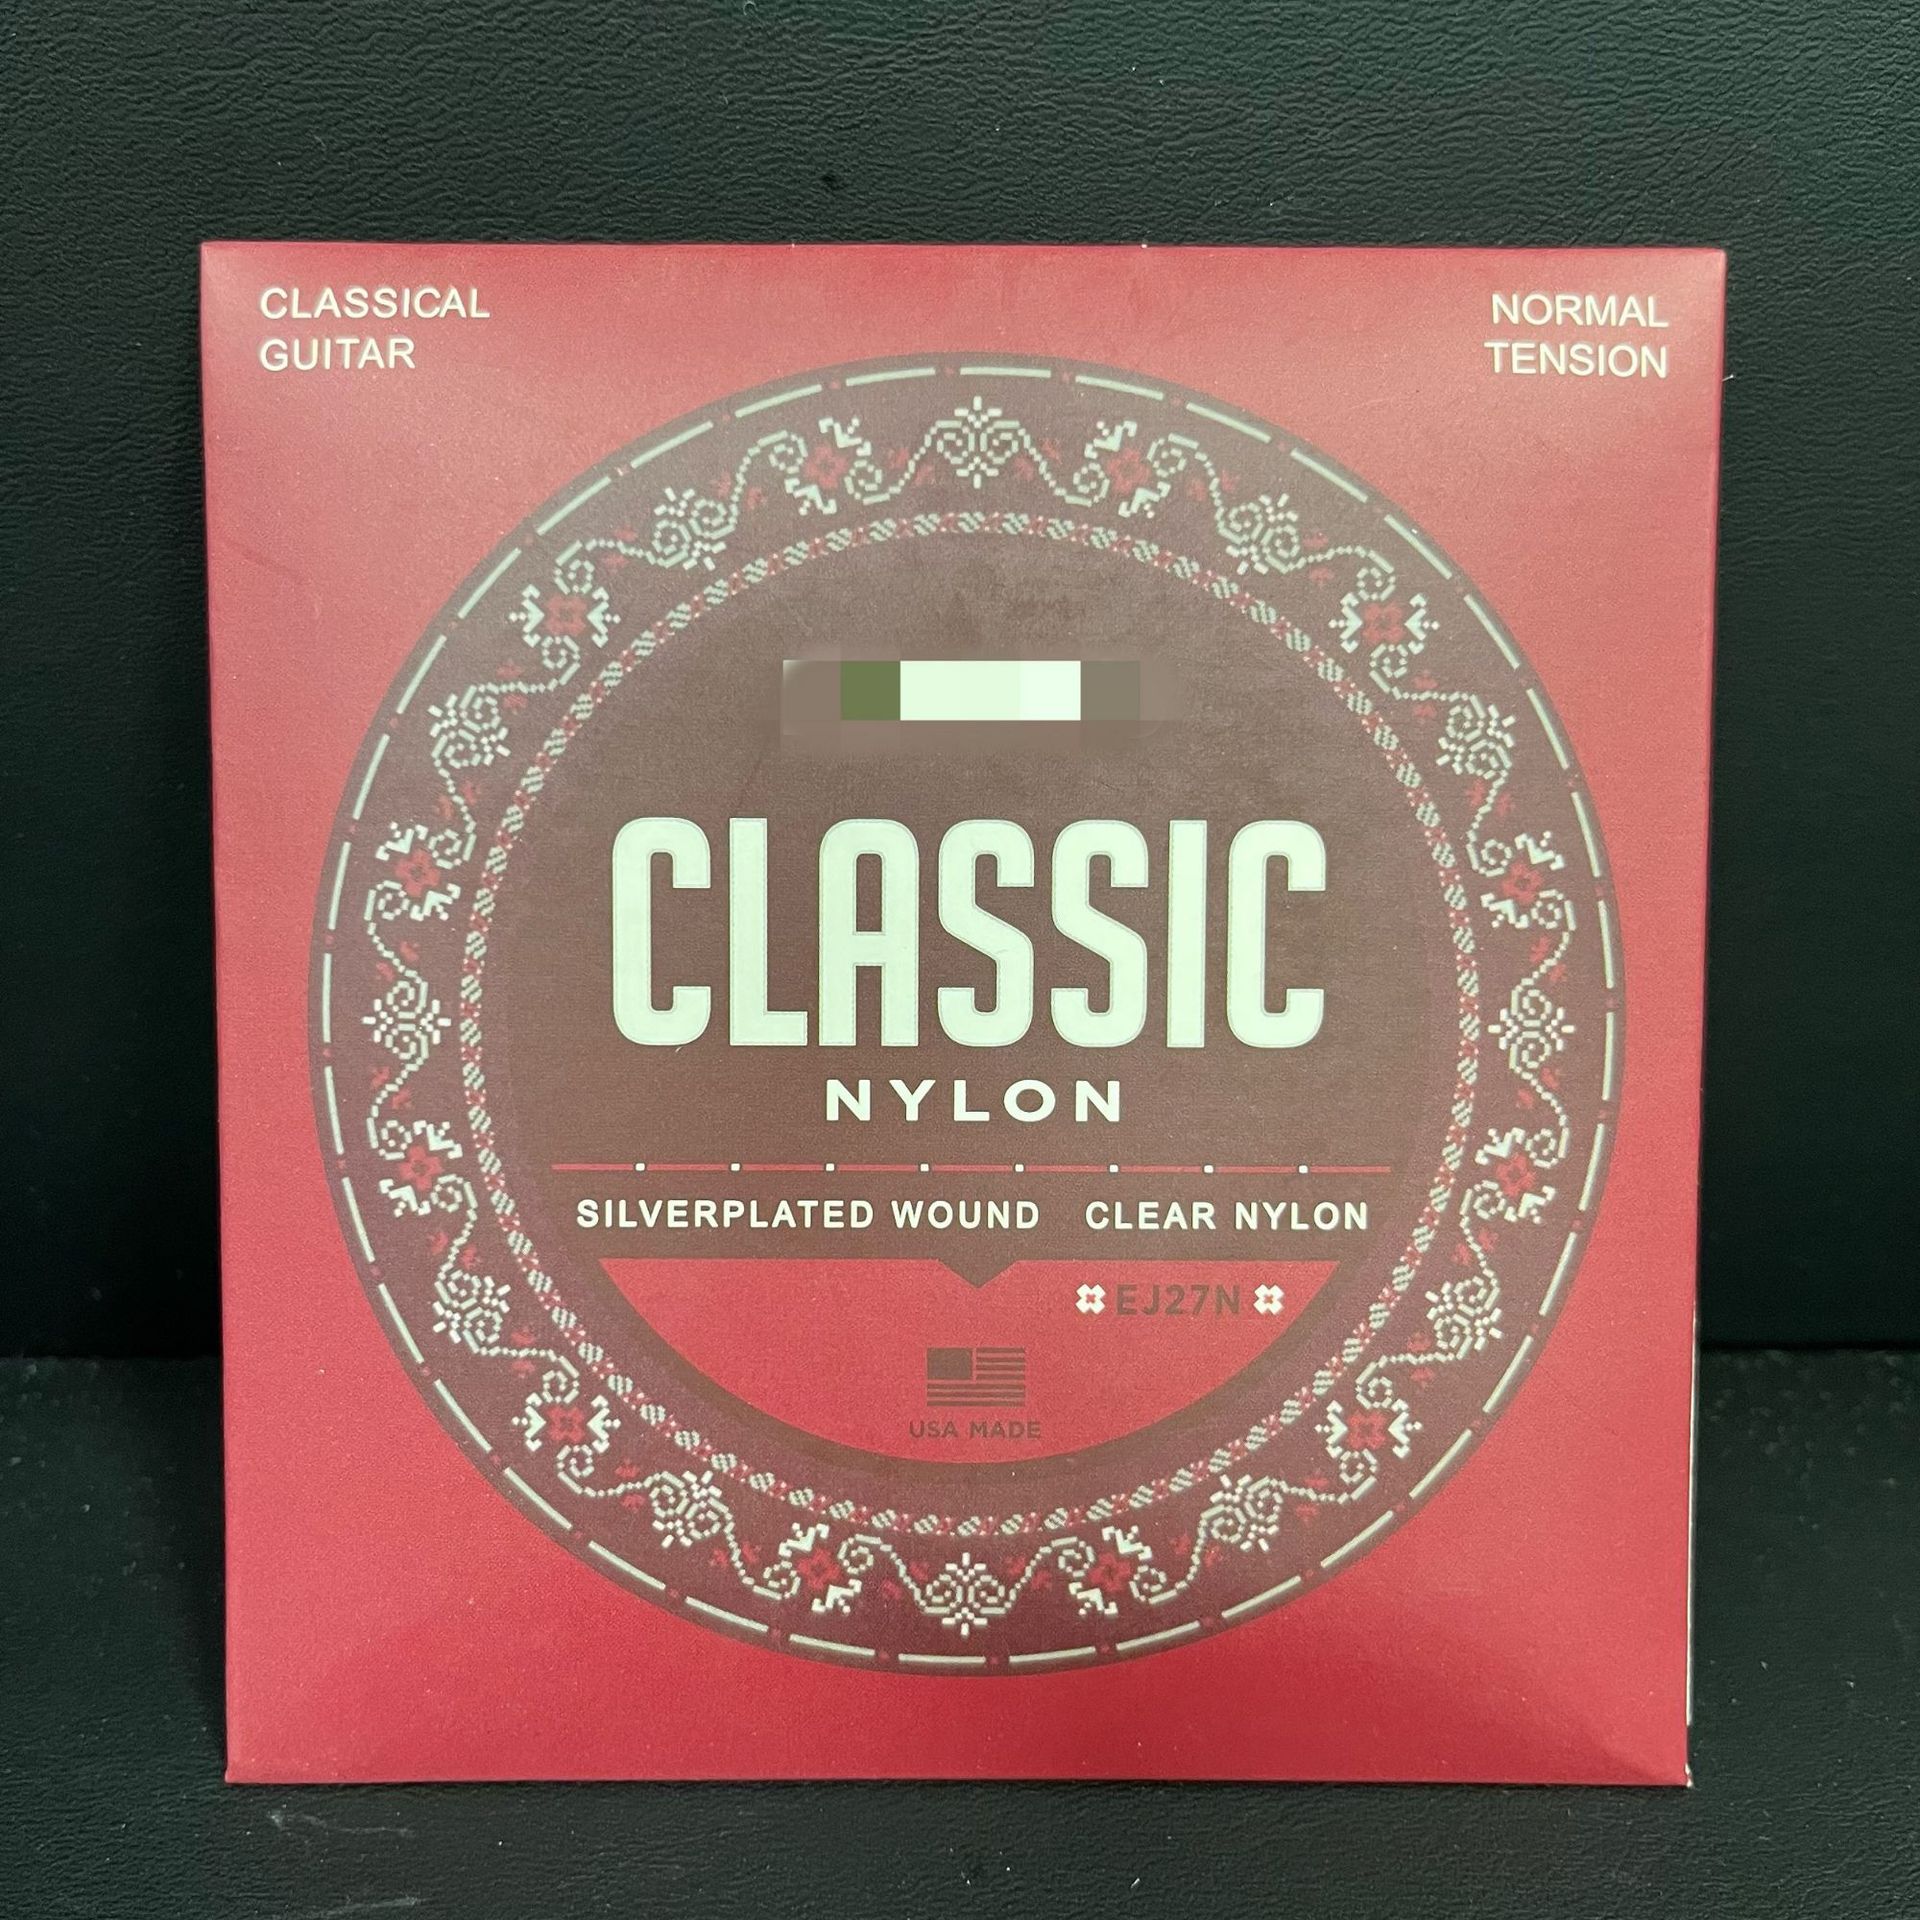 CLASSICAL
GUITAR
NORMAL
TENSION
CLASSIC
NYLON
SILVERPLATED WOUND CLEAR NYLON
EJ27N
USA MADE